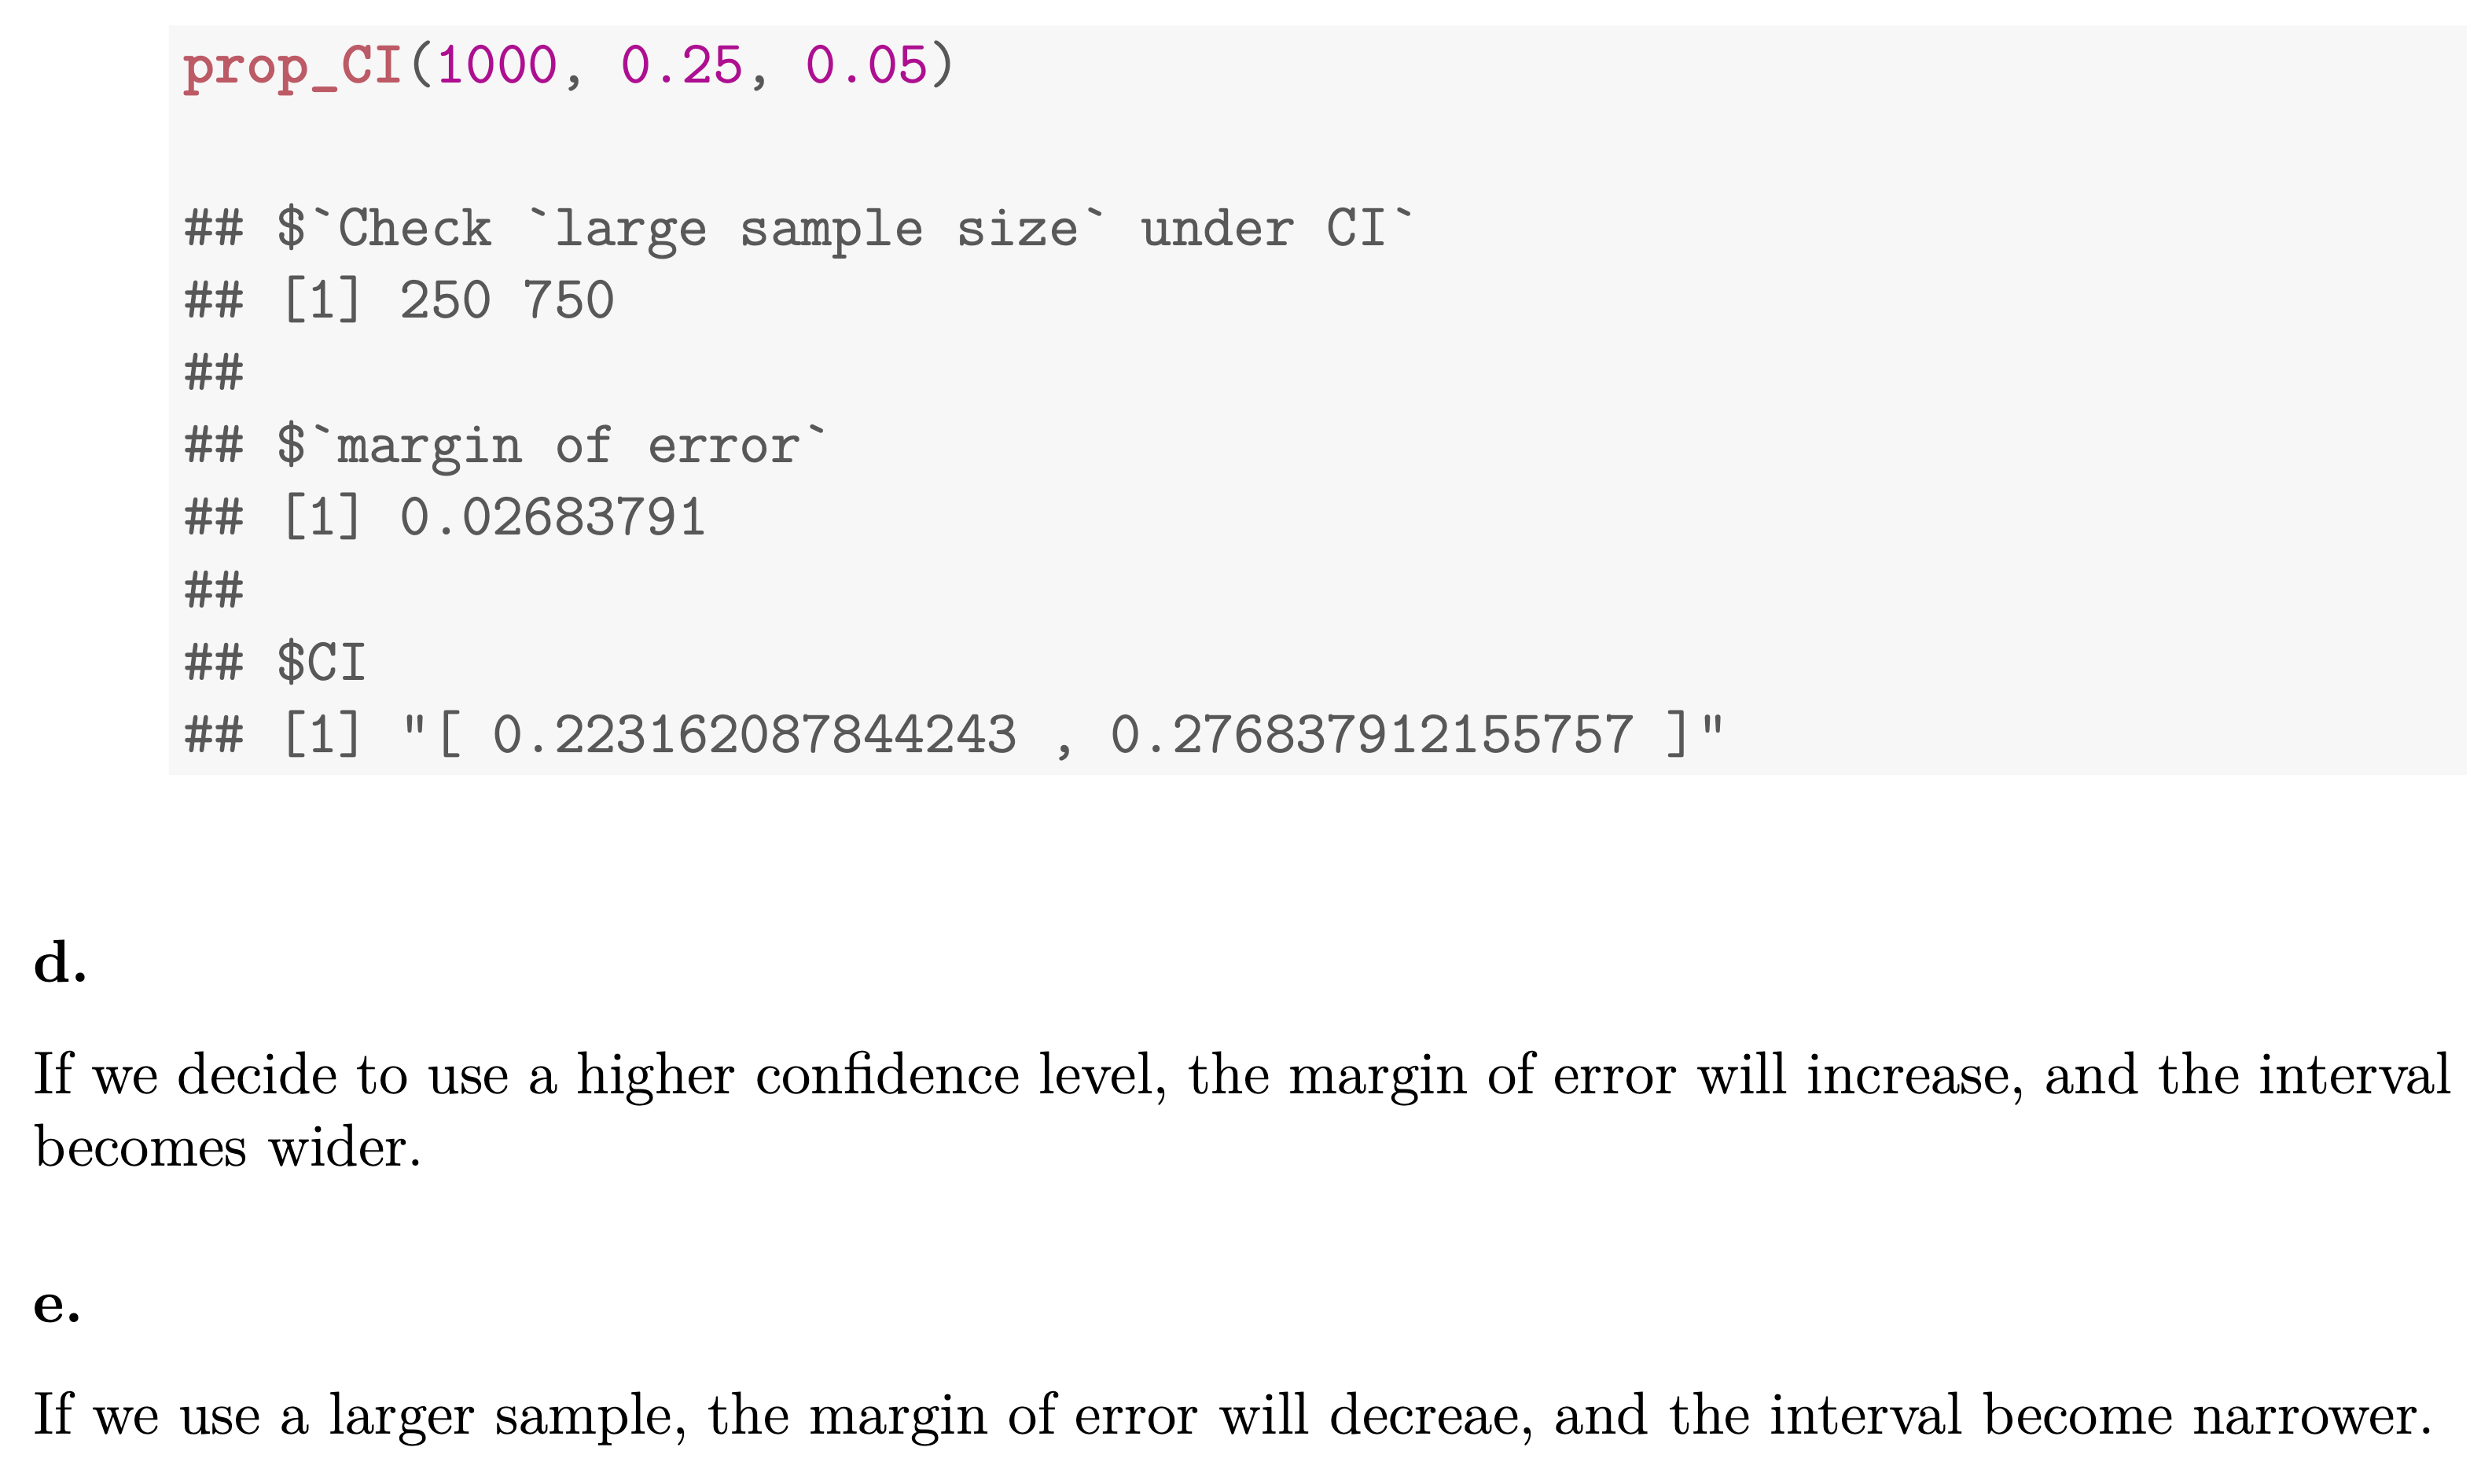 prop_CI(1000, 0.25, 0.05)
## $`Check `large sample size` under CI`
## [1] 250 750
##
## $`margin of error`
## [1] 0.02683791
##
## $CI
## [1] "[ 0.223162087844243 , 0.276837912155757 ]"
d.
If we decide to use a higher confidence level, the margin of error will increase, and the interval
becomes wider.
e.
If we use a larger sample, the margin of error will decreae, and the interval become narrower.